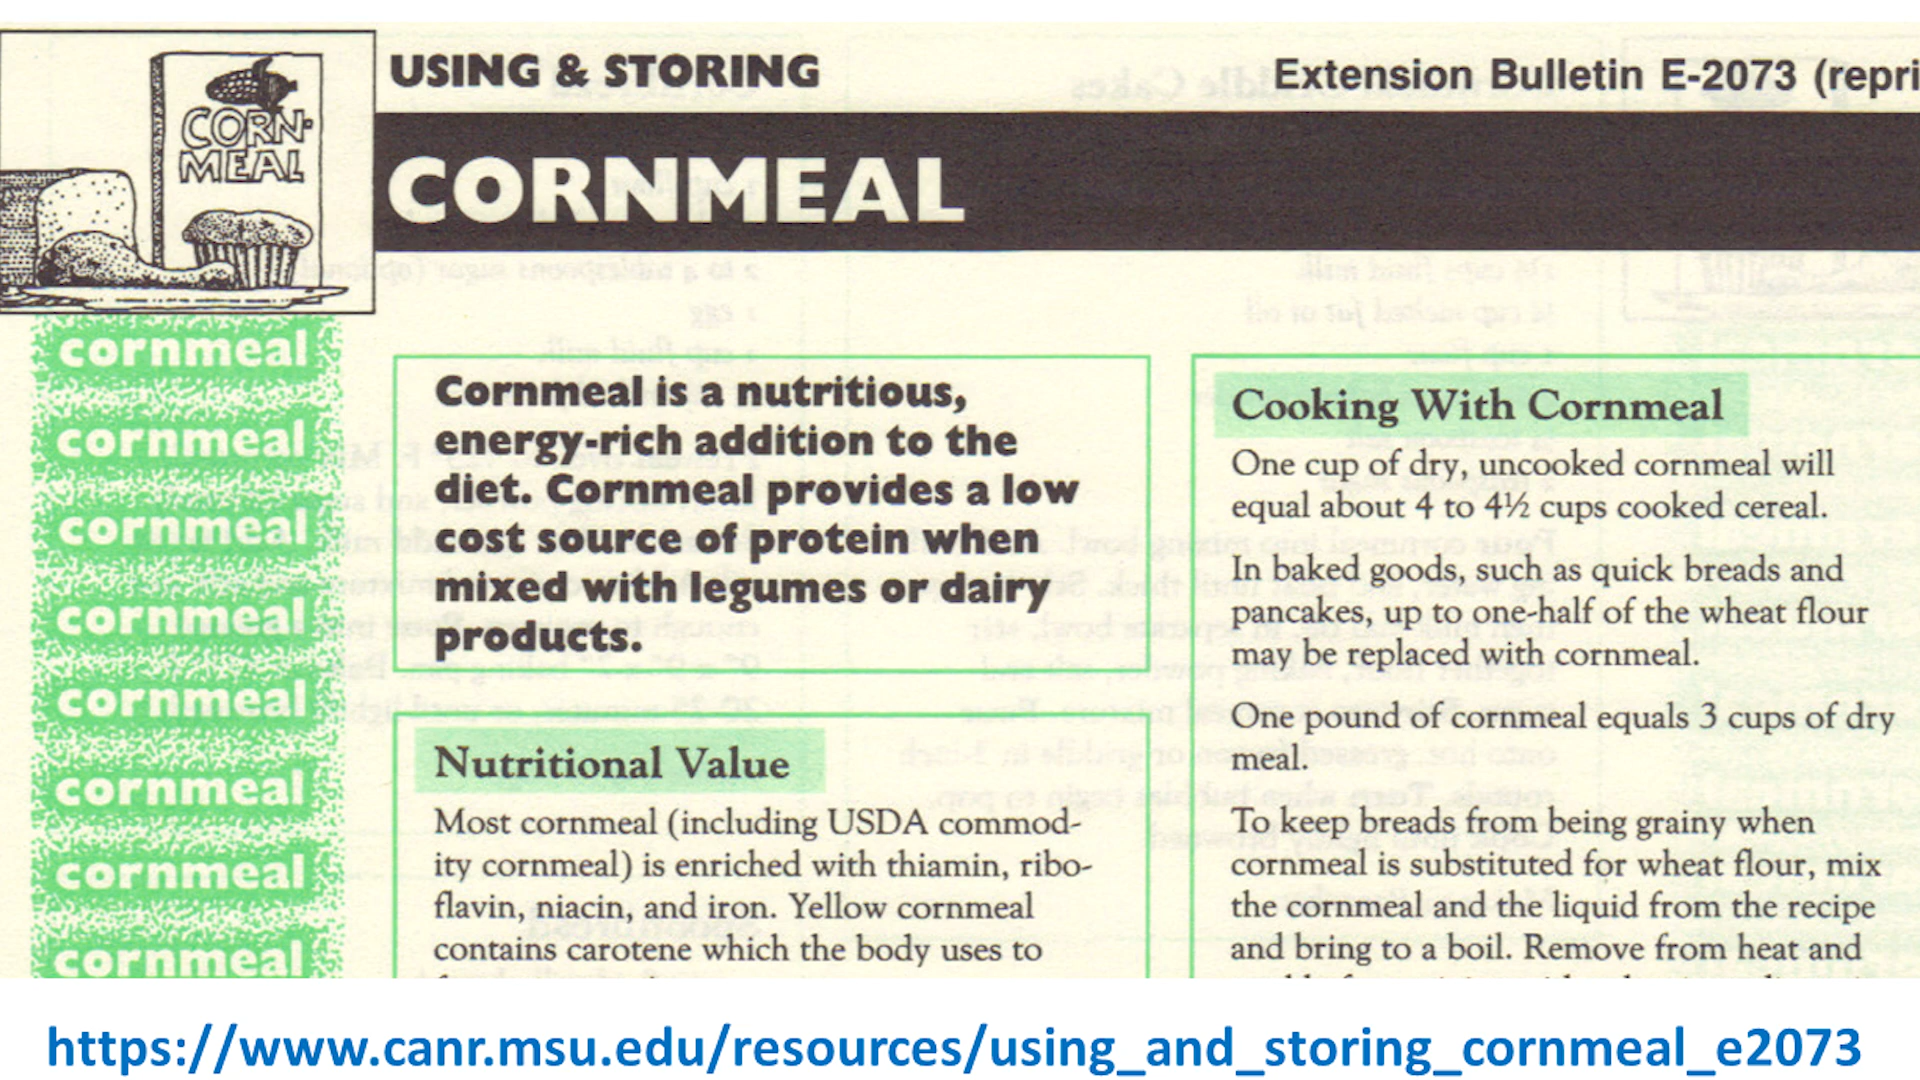 CORN-
MEAL
USING & STORING
Extension Bulletin E-2073 (repri
CORNMEAL
cornmeal
cornmeal
cornmeal
cornmeal
cornmeal
cornmeal
cornmeal
cornmeal
Cornmeal is a nutritious,
energy-rich addition to the
diet. Cornmeal provides a low
cost source of protein when
mixed with legumes or dairy
products.
Nutritional Value
Most cornmeal (including USDA commod-
ity cornmeal) is enriched with thiamin, ribo-
flavin, niacin, and iron. Yellow cornmeal
contains carotene which the body uses to
Cooking With Cornmeal
One cup of dry, uncooked cornmeal will
equal about 4 to 4½ cups cooked cereal.
In baked goods, such as quick breads and
pancakes, up to one-half of the wheat flour
may be replaced with cornmeal.
One pound of cornmeal equals 3 cups of dry
meal.
To keep breads from being grainy when
cornmeal is substituted for wheat flour, mix
the cornmeal and the liquid from the recipe
and bring to a boil. Remove from heat and
https://www.canr.msu.edu/resources/using_and_storing_cornmeal_e2073